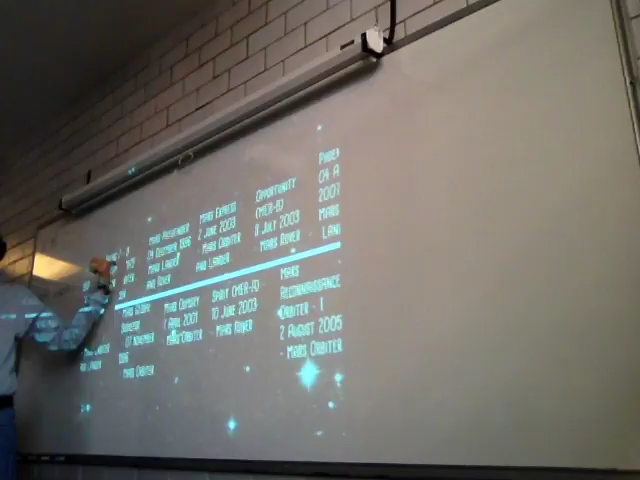 Mars Pathfinder
04 December 1996
Mars Lander
and Rover
Mars Express
2 June 2003
Mars Orbiter
and Lander
Opportunity
(MER-B)
8 July 2003
Mars Rover
04 A
2007
Mars
Lan
Mars Global
Surveyor
07 November
1996
Mars Orbiter
Mars Odyssey
7 April 2001
Mars Orbiter
Spirit (MER-A)
10 June 2003
- Mars Rover
Mars
Reconnaissance
Orbiter - 1
2 August 2005
- Mars Orbiter